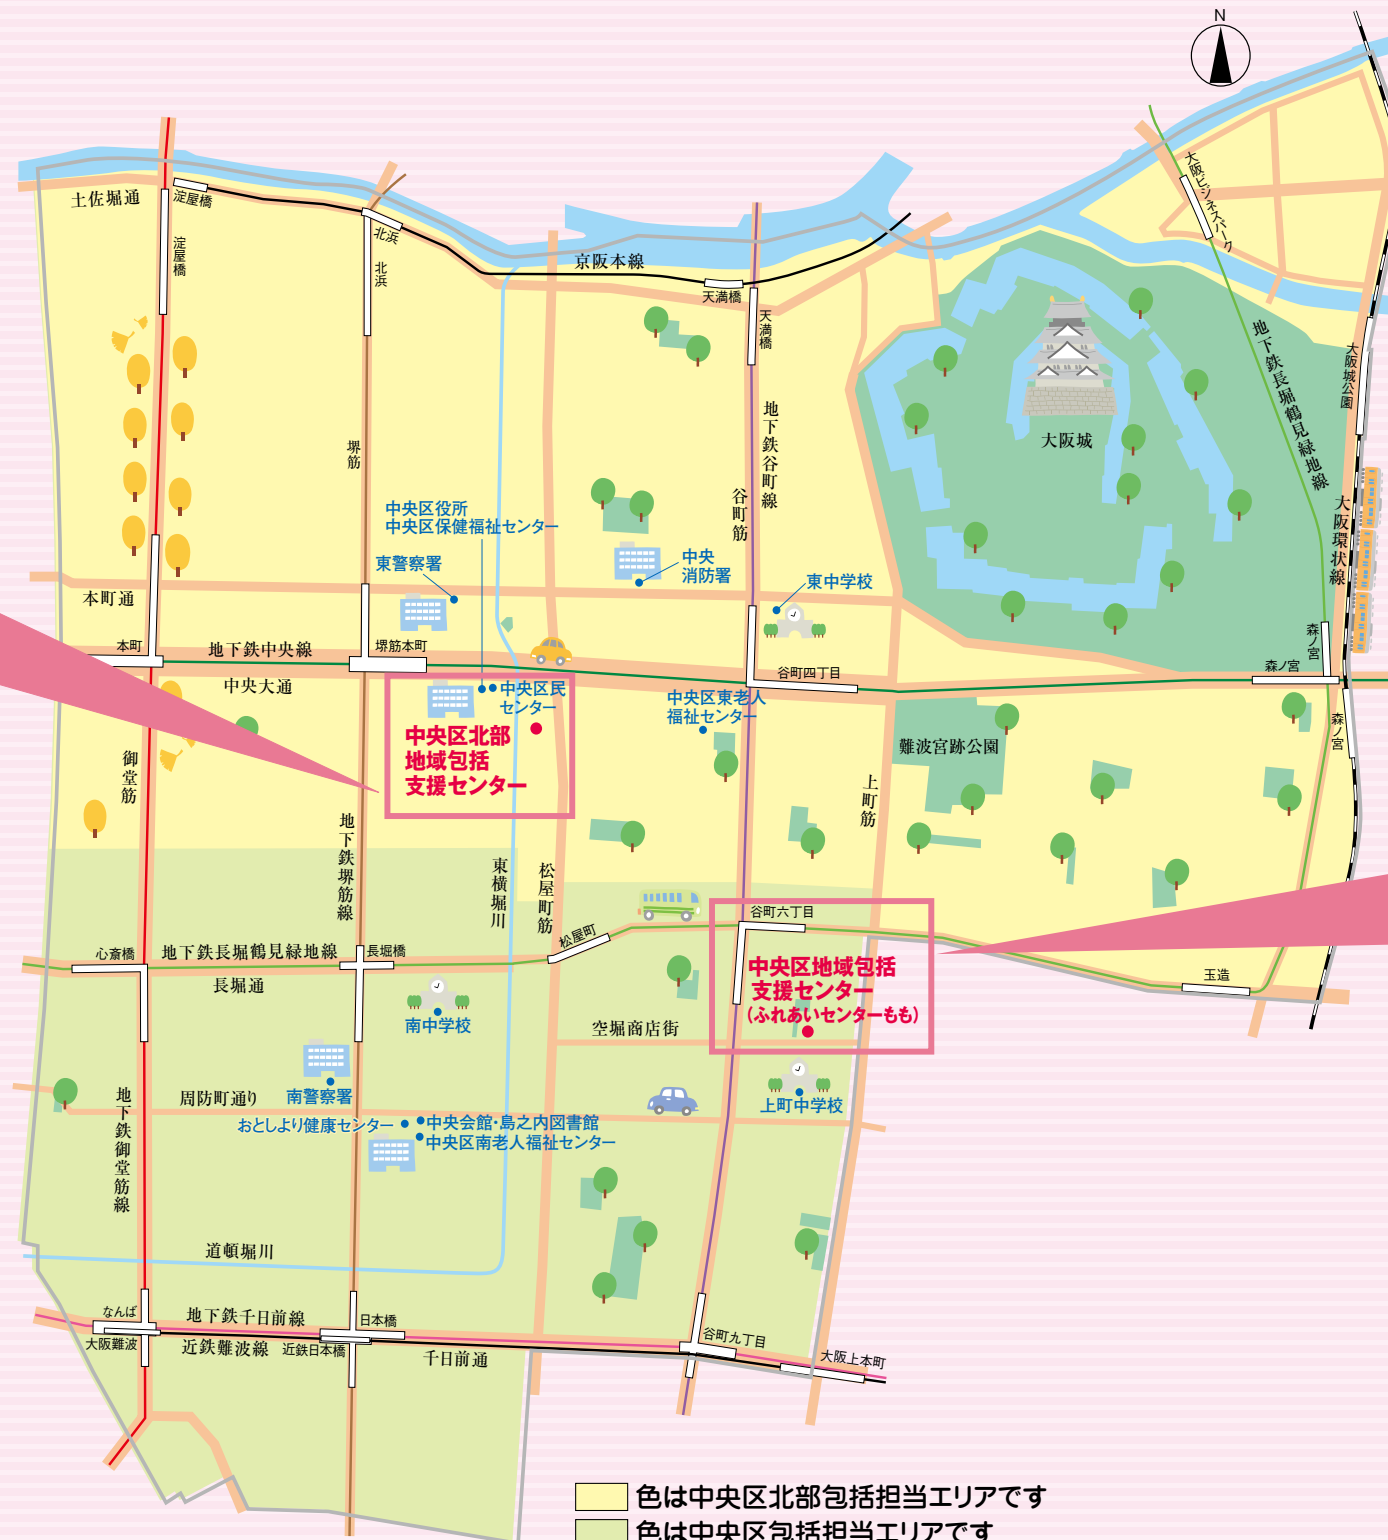 N
土佐堀通
淀屋橋
淀屋橋
北浜
北浜
京阪本線
天満橋
天満橋
大阪ビジネスパーク
地下鉄長堀鶴見緑地線
大阪城公園
大阪環状線
大阪城
地下鉄谷町線
谷町筋
堺筋
中央区役所
中央区保健福祉センター
東警察署
中央
消防署
東中学校
本町通
本町
地下鉄中央線
堺筋本町
中央大通
谷町四丁目
森ノ宮
森ノ宮
森ノ宮
中央区民
センター
中央区北部
地域包括
支援センター
中央区東老人
福祉センター
難波宮跡公園
御堂筋
上町筋
地下鉄堺筋線
東横堀川
松屋町筋
谷町六丁目
松屋町
心斎橋
地下鉄長堀鶴見緑地線
長堀橋
長堀通
中央区地域包括
支援センター
(ふれあいセンターもも)
玉造
南中学校
空堀商店街
南警察署
周防町通り
上町中学校
おとしより健康センター
中央会館・島之内図書館
中央区南老人福祉センター
地下鉄御堂筋線
道頓堀川
なんば
地下鉄千日前線
日本橋
大阪難波
近鉄難波線
近鉄日本橋
千日前通
谷町九丁目
大阪上本町
色は中央区北部包括担当エリアです
色は中央区包括担当エリアです